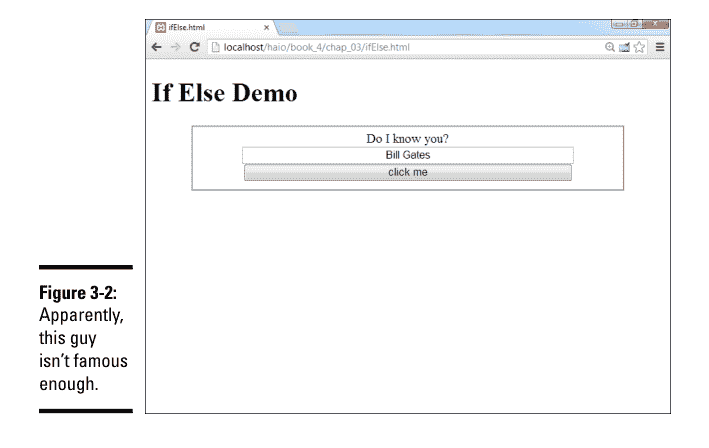 ifElse.html
localhost/haio/book_4/chap_03/ifElse.html
If Else Demo
Do I know you?
Bill Gates
click me
Figure 3-2:
Apparently,
this guy
isn't famous
enough.